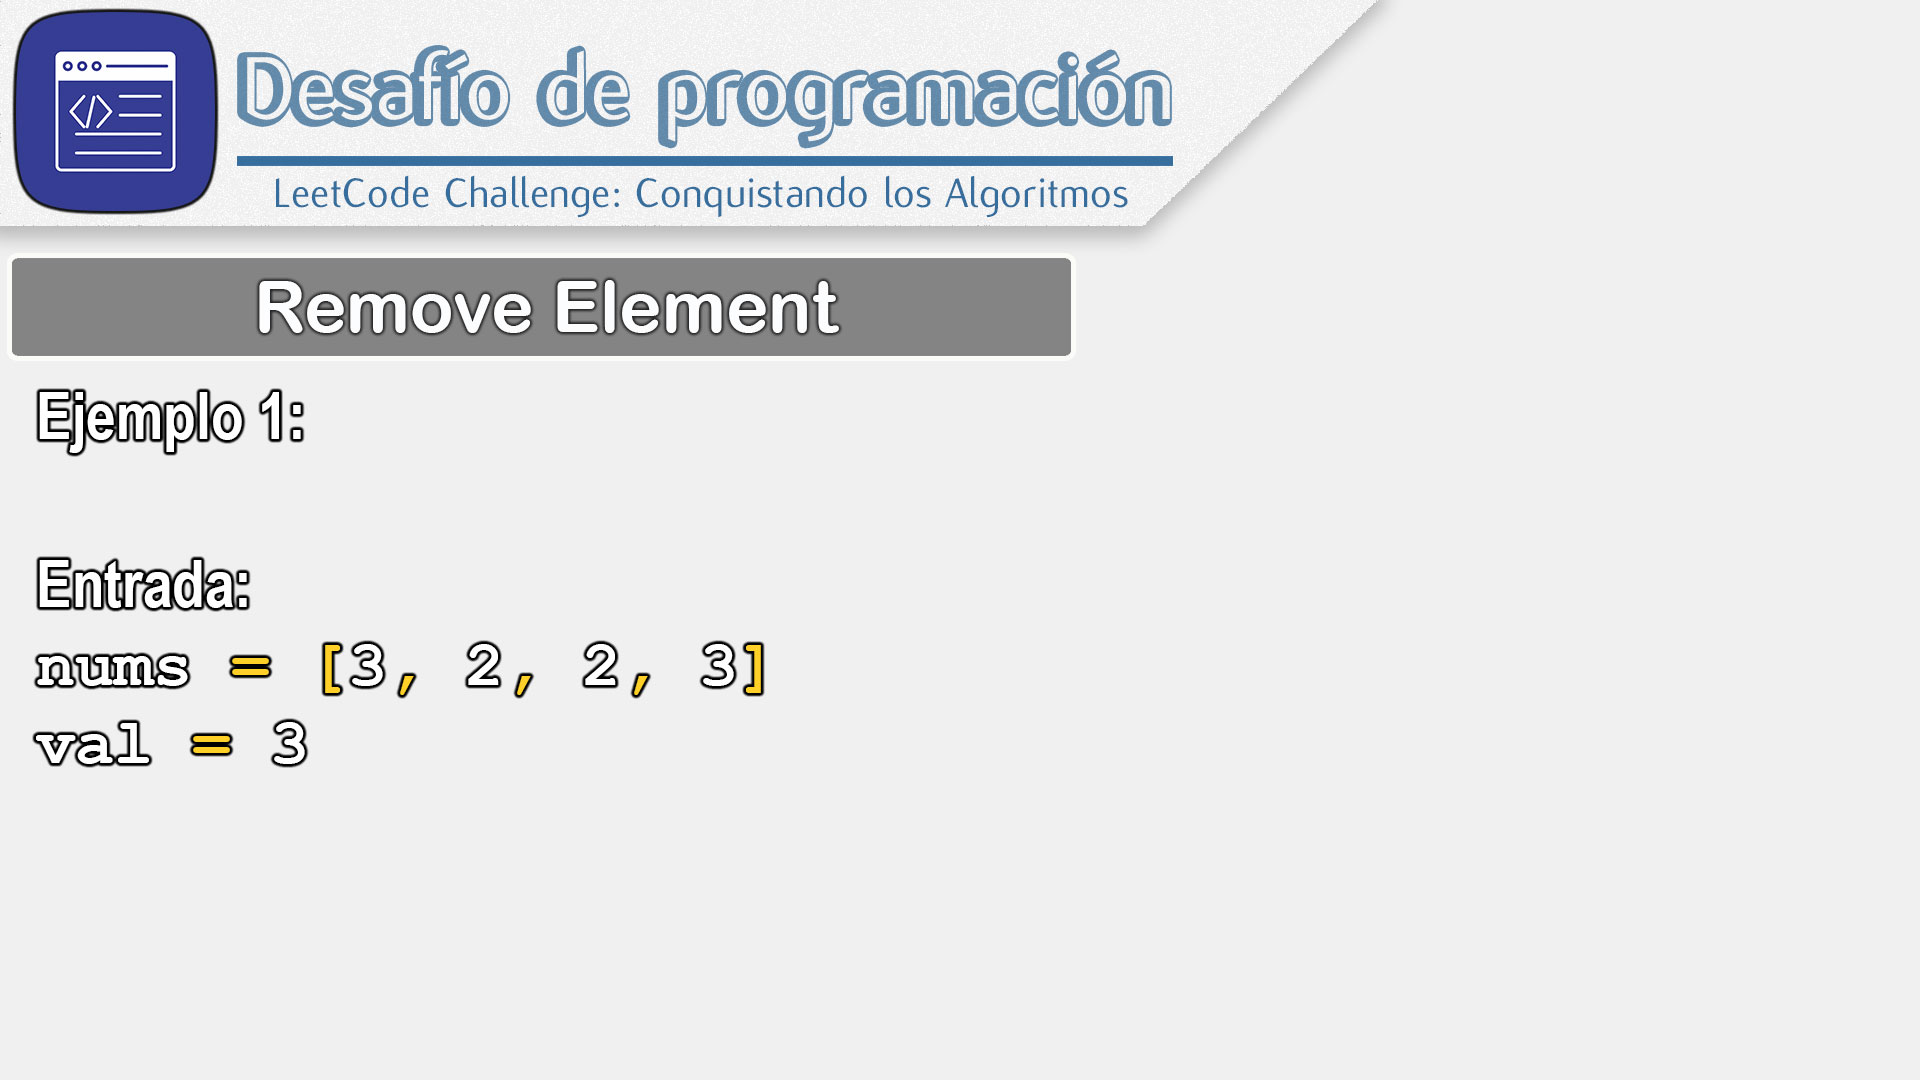 Desafío de programación
LeetCode Challenge: Conquistando los Algoritmos
Remove Element
Ejemplo 1:
Entrada:
nums = [3, 2, 2, 3]
val = 3